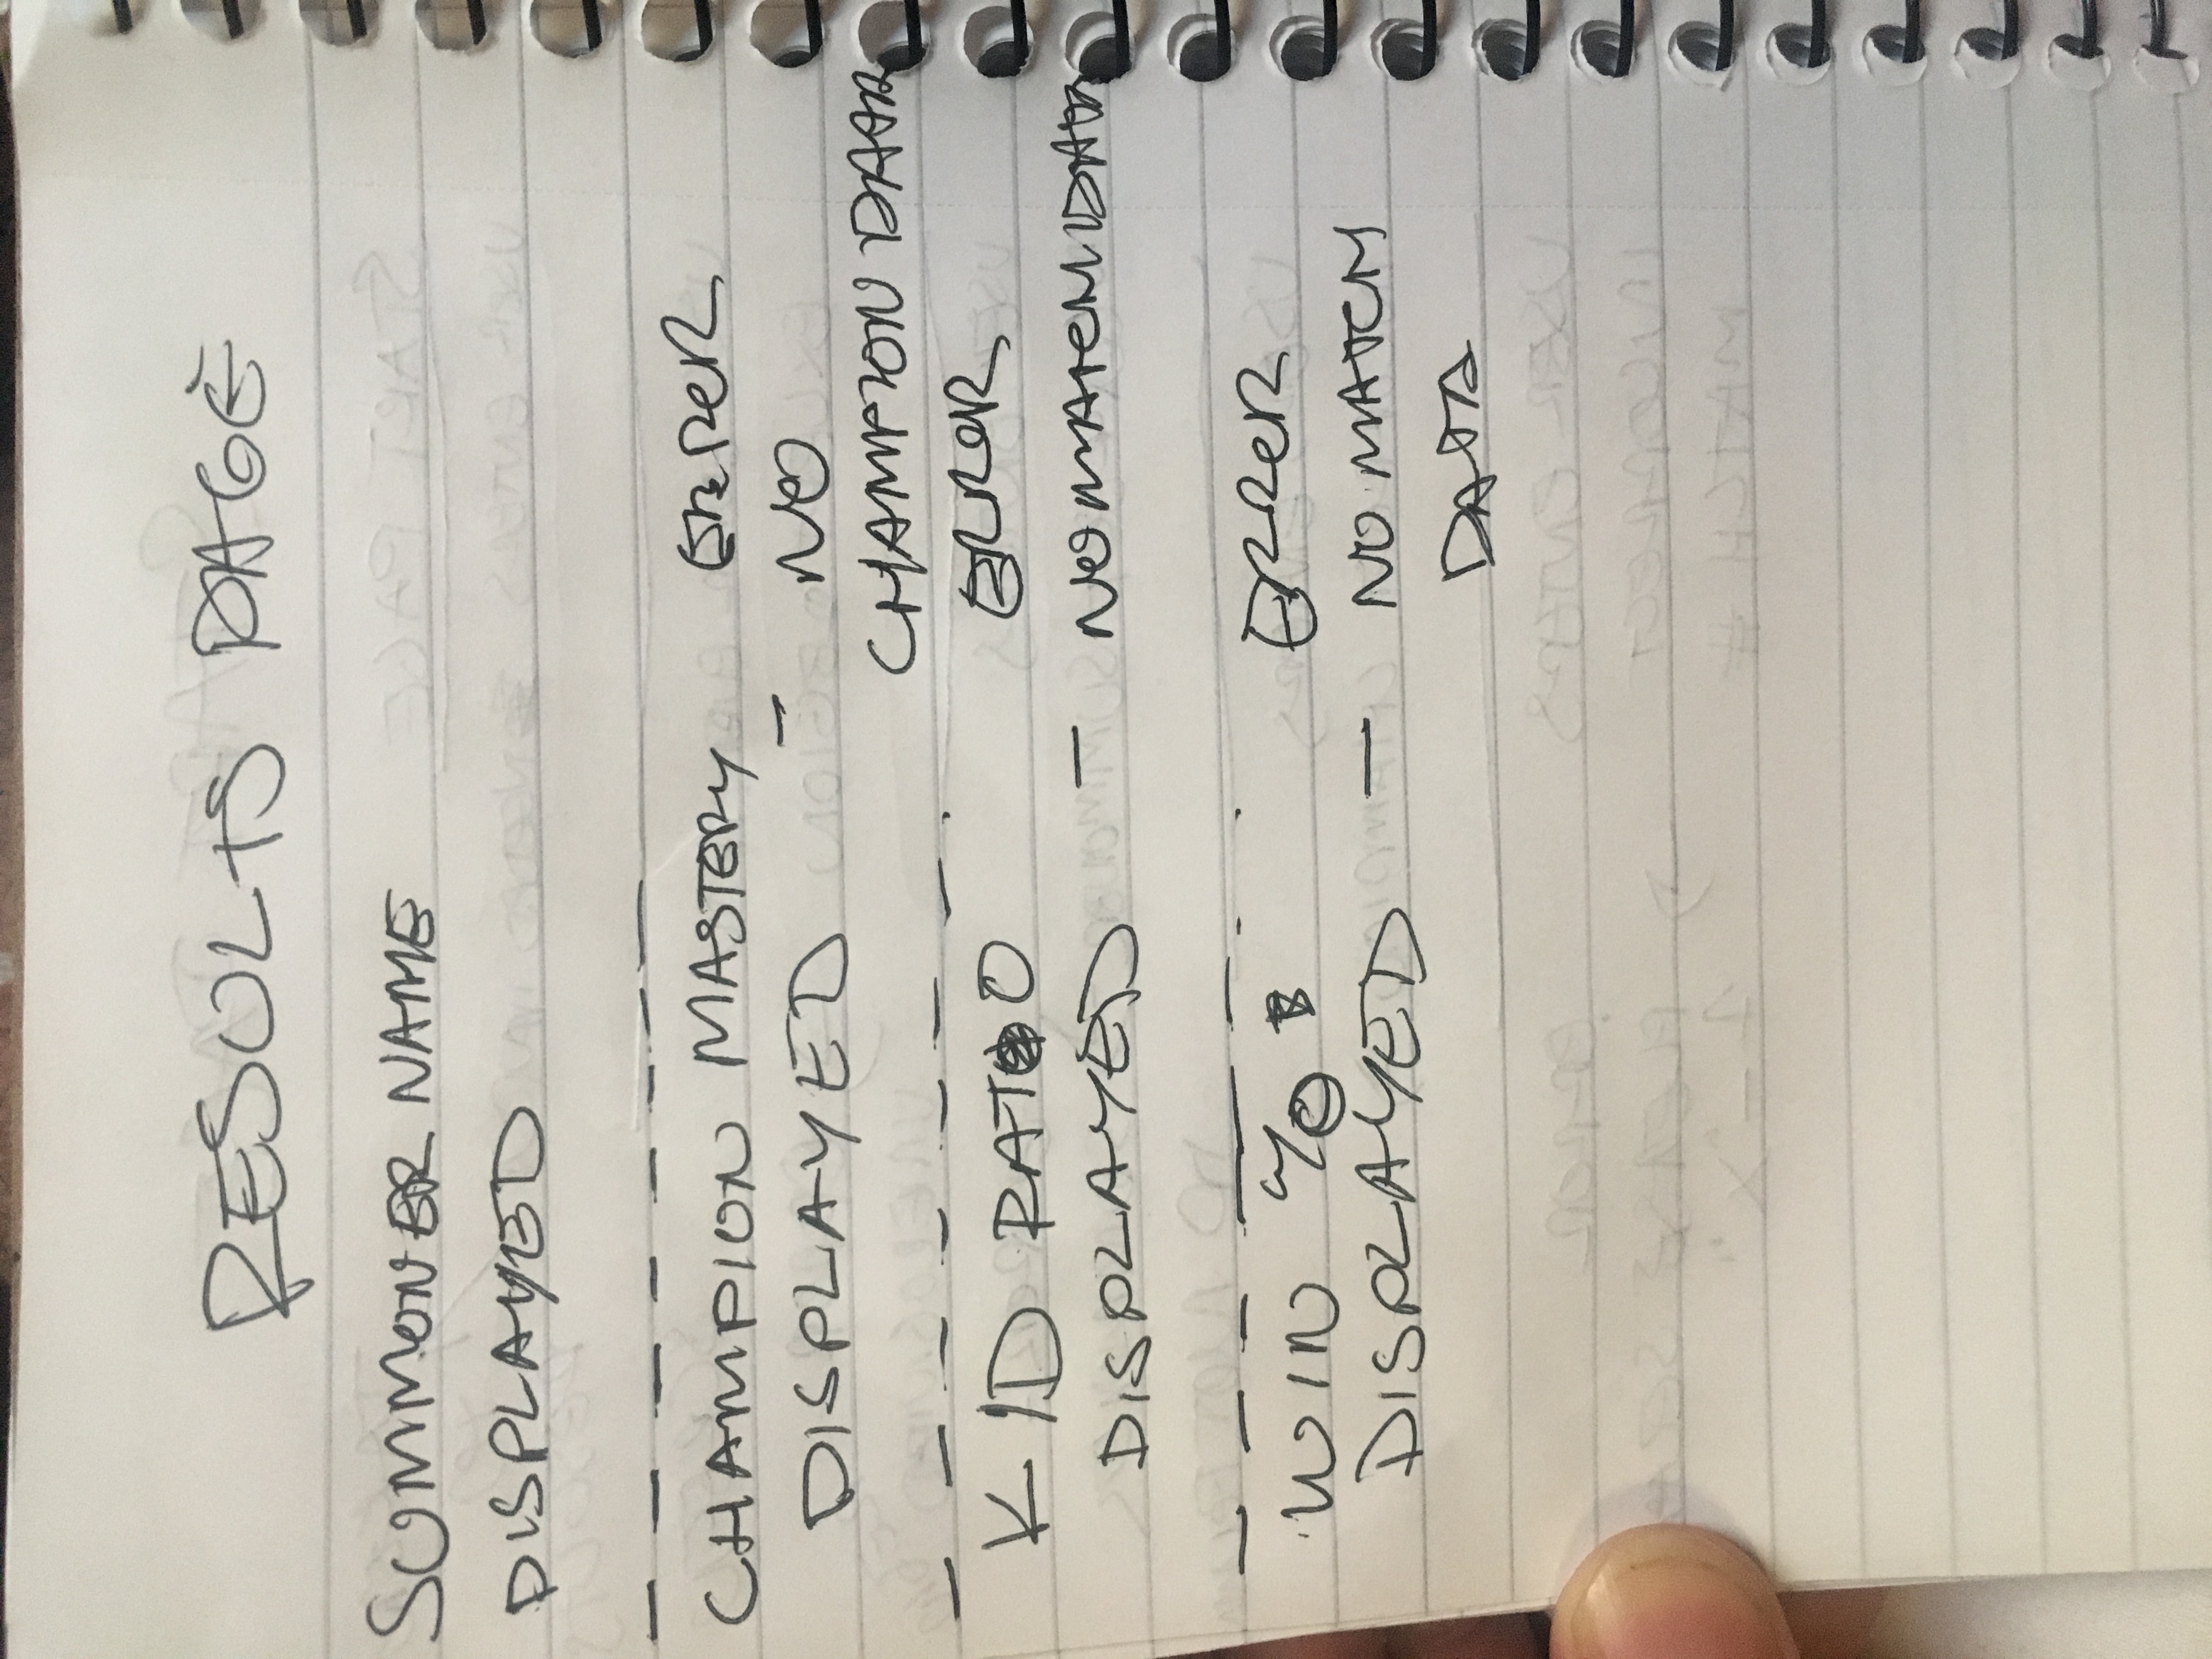 RESULTS PAGE
SUMMONER NAME
DISPLAYED
CHAMPION MASTERY
DISPLAYED -
ERROR
NO
CHAMPION DATA
K/D RATIO
DISPLAYED -
ERROR
NO MATCH DATA
WIN %
DISPLAYED -
ERROR
NO MATCH
DATA